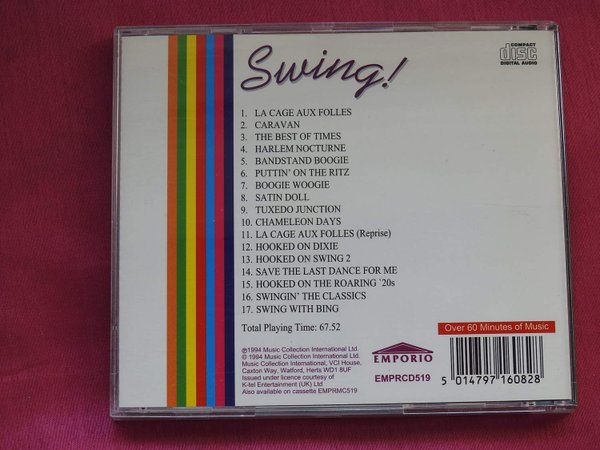 Swing!
COMPACT
disc
DIGITAL AUDIO
1. LA CAGE AUX FOLLES
2. CARAVAN
3. THE BEST OF TIMES
4. HARLEM NOCTURNE
5. BANDSTAND BOOGIE
6. PUTTIN' ON THE RITZ
7. BOOGIE WOOGIE
8. SATIN DOLL
9. TUXEDO JUNCTION
10. CHAMELEON DAYS
11. LA CAGE AUX FOLLES (Reprise)
12. HOOKED ON DIXIE
13. HOOKED ON SWING 2
14. SAVE THE LAST DANCE FOR ME
15. HOOKED ON THE ROARING `20s
16. SWINGIN' THE CLASSICS
17. SWING WITH BING
Total Playing Time: 67.52
Over 60 Minutes of Music
℗1994 Music Collection International Ltd.
© 1994 Music Collection International Ltd.
Music Collection International, VCI House,
Caxton Way, Watford, Herts WD1 8UF
Issued under licence courtesy of
K-tel Entertainment (UK) Ltd
Also available on cassette EMPRMC519
EMPORIO
EMPRCD519
5 014797 160828